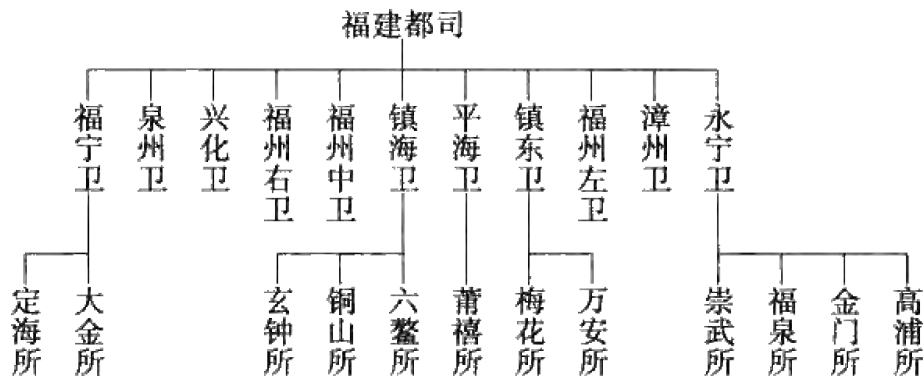 福建都司
福宁卫
泉州卫
兴化卫
福州右卫
福州中卫
镇海卫
平海卫
镇东卫
福州左卫
漳州卫
永宁卫
定海所
大金所
玄钟所
铜山所
六鳌所
莆禧所
梅花所
万安所
崇武所
福泉所
金门所
高浦所